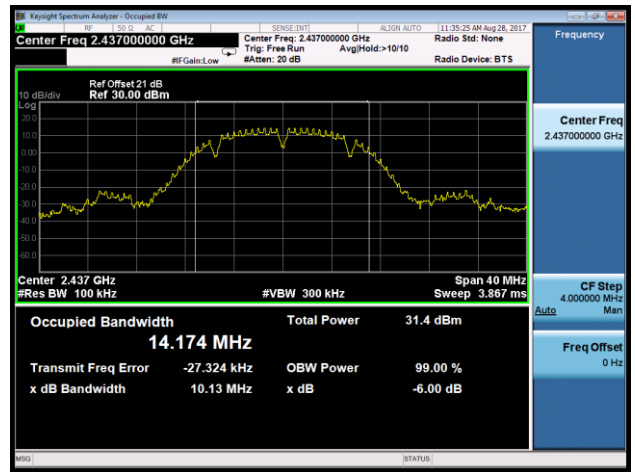 Keysight Spectrum Analyzer - Occupied BW
RF 50 Ω AC SENSE:INT ALIGN AUTO 11:35:25 AM Aug 28, 2017
Center Freq 2.437000000 GHz
#IFGain:Low
Center Freq: 2.437000000 GHz
Trig: Free Run Avg|Hold:>10/10
#Atten: 20 dB
Radio Std: None
Radio Device: BTS
Frequency
Ref Offset 21 dB
10 dB/div Ref 30.00 dBm
Log
20.0
10.0
0.00
-10.0
-20.0
-30.0
-40.0
-50.0
-60.0
Center Freq
2.437000000 GHz
Center 2.437 GHz Span 40 MHz
#Res BW 100 kHz #VBW 300 kHz Sweep 3.867 ms
CF Step
4.000000 MHz
Auto Man
Occupied Bandwidth Total Power 31.4 dBm
14.174 MHz
Transmit Freq Error -27.324 kHz OBW Power 99.00 %
x dB Bandwidth 10.13 MHz x dB -6.00 dB
Freq Offset
0 Hz
MSG STATUS